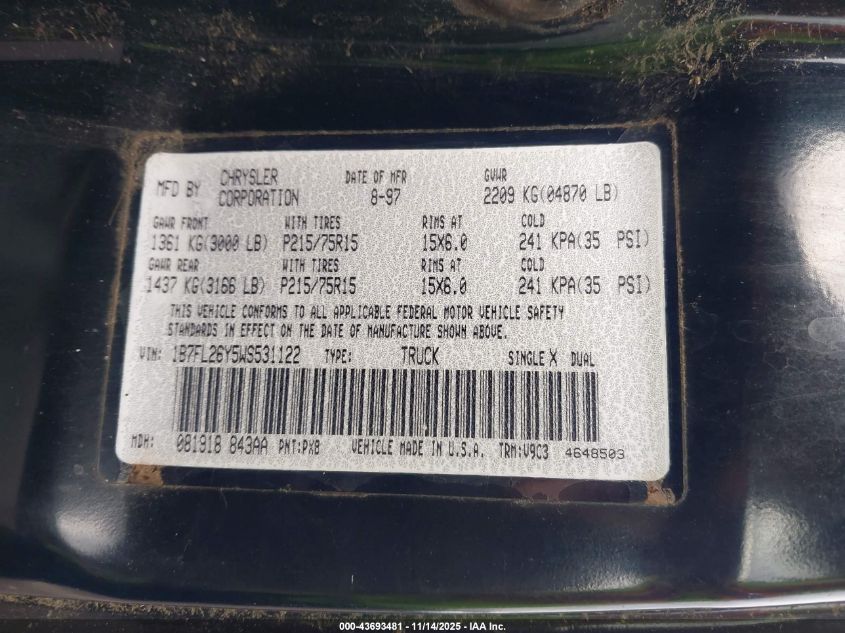 MFD BY CHRYSLER CORPORATION DATE OF MFR 8-97 GVWR 2209 KG(04870 LB)
GAWR FRONT WITH TIRES RIMS AT COLD
1361 KG(3000 LB) P215/75R15 15X6.0 241 KPA(35 PSI)
GAWR REAR WITH TIRES RIMS AT COLD
1437 KG(3166 LB) P215/75R15 15X6.0 241 KPA(35 PSI)
THIS VEHICLE CONFORMS TO ALL APPLICABLE FEDERAL MOTOR VEHICLE SAFETY
STANDARDS IN EFFECT ON THE DATE OF MANUFACTURE SHOWN ABOVE.
VIN: 1B7FL26Y5WS531122 TYPE: TRUCK SINGLE X DUAL
MDH: 081918 843AA PNT:PX8 VEHICLE MADE IN U.S.A. TRM:V9C3 4648503
000-43693481 - 11/14/2025 - IAA Inc.